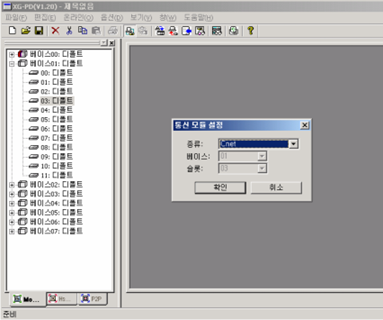 XG-PD(V1.20) - 제목없음
파일(F) 편집(E) 온라인(O) 옵션(P) 보기(V) 창(W) 도움말(H)
베이스00: 디폴트
베이스01: 디폴트
00: 디폴트
01: 디폴트
02: 디폴트
03: 디폴트
04: 디폴트
05: 디폴트
06: 디폴트
07: 디폴트
08: 디폴트
09: 디폴트
10: 디폴트
11: 디폴트
베이스02: 디폴트
베이스03: 디폴트
베이스04: 디폴트
베이스05: 디폴트
베이스06: 디폴트
베이스07: 디폴트
통신 모듈 설정
종류: Cnet
베이스: 01
슬롯: 03
확인 취소
Mo... Hs... P2P
준비